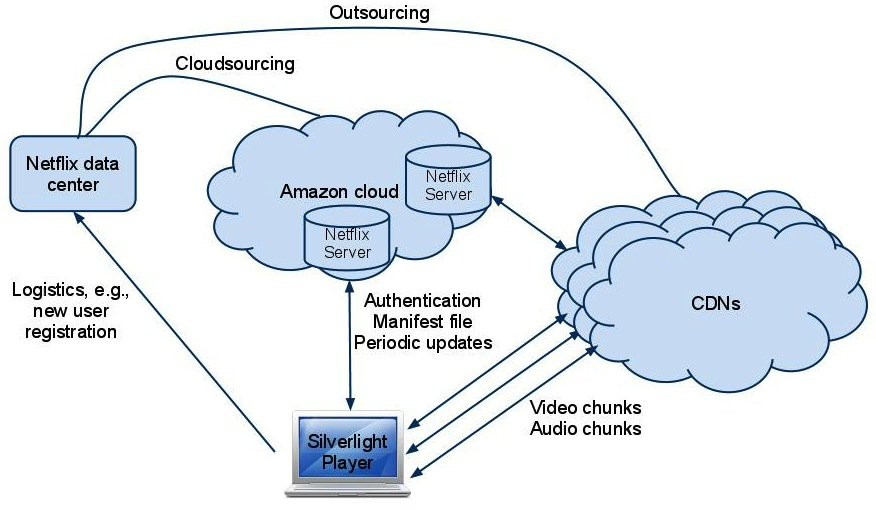 Outsourcing
Cloudsourcing
Netflix data
center
Amazon cloud
Netflix
Server
Netflix
Server
CDNs
Logistics, e.g.,
new user
registration
Authentication
Manifest file
Periodic updates
Video chunks
Audio chunks
Silverlight
Player